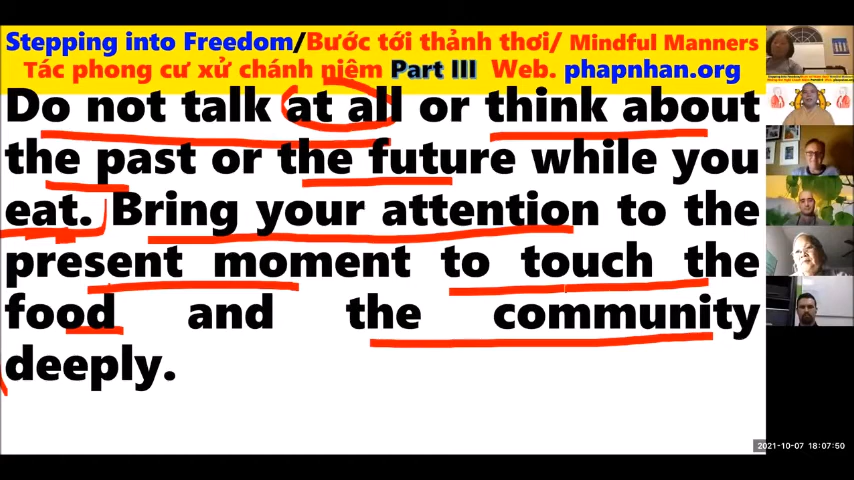 Stepping into Freedom/Bước tới thảnh thơi/ Mindful Manners
Tác phong cư xử chánh niệm Part III Web. phapnhan.org
Do not talk at all or think about
the past or the future while you
eat. Bring your attention to the
present moment to touch the
food and the community
deeply.
2021-10-07 18:07:50